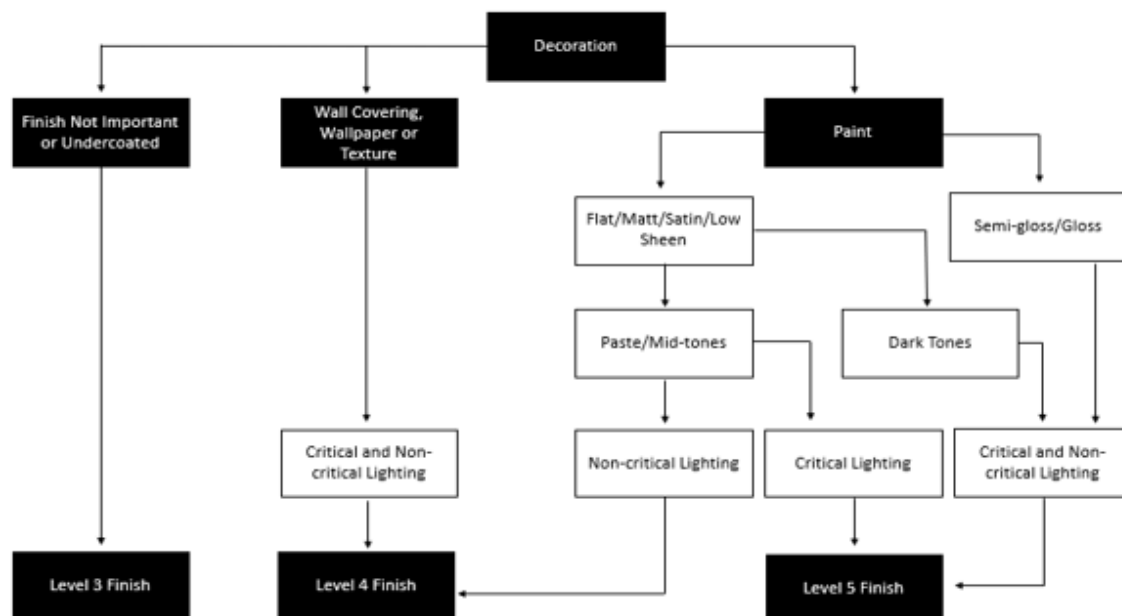 Decoration
Finish Not Important
or Undercoated
Wall Covering,
Wallpaper or
Texture
Paint
Flat/Matt/Satin/Low
Sheen
Semi-gloss/Gloss
Paste/Mid-tones
Dark Tones
Critical and Non-
critical Lighting
Non-critical Lighting
Critical Lighting
Critical and Non-
critical Lighting
Level 3 Finish
Level 4 Finish
Level 5 Finish